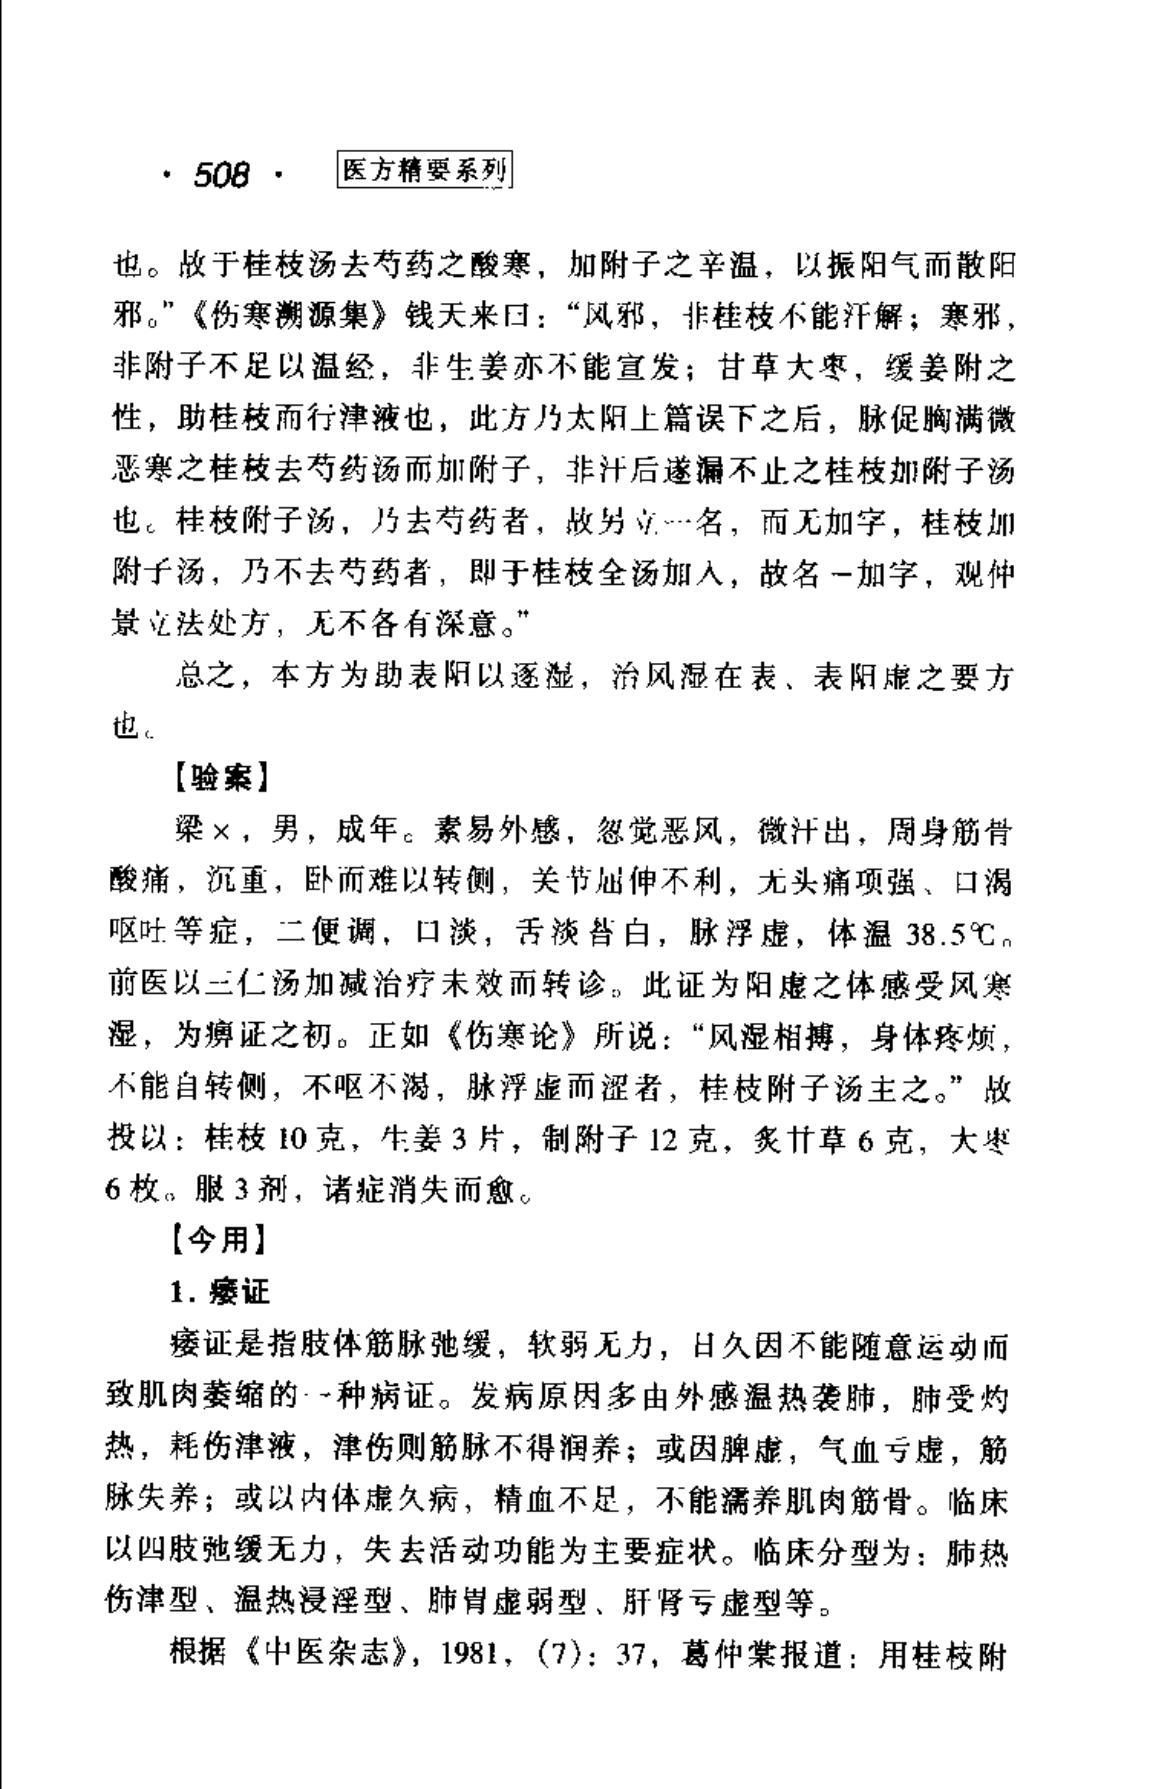 · 508 · 医方精要系列
也。故于桂枝汤去芍药之酸寒，加附子之辛温，以振阳气而散阳
邪。”《伤寒溯源集》钱天来曰：“风邪，非桂枝不能汗解；寒邪，
非附子不足以温经，非生姜亦不能宣发；甘草大枣，缓姜附之
性，助桂枝而行津液也，此方乃太阳上篇误下之后，脉促胸满微
恶寒之桂枝去芍药汤而加附子，非汗后遂漏不止之桂枝加附子汤
也。桂枝附子汤，乃去芍药者，故另立一名，而无加字，桂枝加
附子汤，乃不去芍药者，即于桂枝全汤加入，故名一加字，观仲
景立法处方，无不各有深意。”
总之，本方为助表阳以逐湿，治风湿在表、表阳虚之要方
也。
【验案】
梁×，男，成年。素易外感，忽觉恶风，微汗出，周身筋骨
酸痛，沉重，卧而难以转侧，关节屈伸不利，无头痛项强、口渴
呕吐等症，二便调，口淡，舌淡苔白，脉浮虚，体温 38.5℃。
前医以三仁汤加减治疗未效而转诊。此证为阳虚之体感受风寒
湿，为痹证之初。正如《伤寒论》所说：“风湿相搏，身体疼烦，
不能自转侧，不呕不渴，脉浮虚而涩者，桂枝附子汤主之。”故
投以：桂枝 10 克，生姜 3 片，制附子 12 克，炙甘草 6 克，大枣
6 枚。服 3 剂，诸症消失而愈。
【今用】
1. 痿证
痿证是指肢体筋脉弛缓，软弱无力，日久因不能随意运动而
致肌肉萎缩的一种病证。发病原因多由外感温热袭肺，肺受灼
热，耗伤津液，津伤则筋脉不得润养；或因脾虚，气血亏虚，筋
脉失养；或以内体虚久病，精血不足，不能濡养肌肉筋骨。临床
以四肢弛缓无力，失去活动功能为主要症状。临床分型为：肺热
伤津型、温热浸淫型、肺胃虚弱型、肝肾亏虚型等。
根据《中医杂志》，1981，（7）：37，葛仲棠报道：用桂枝附